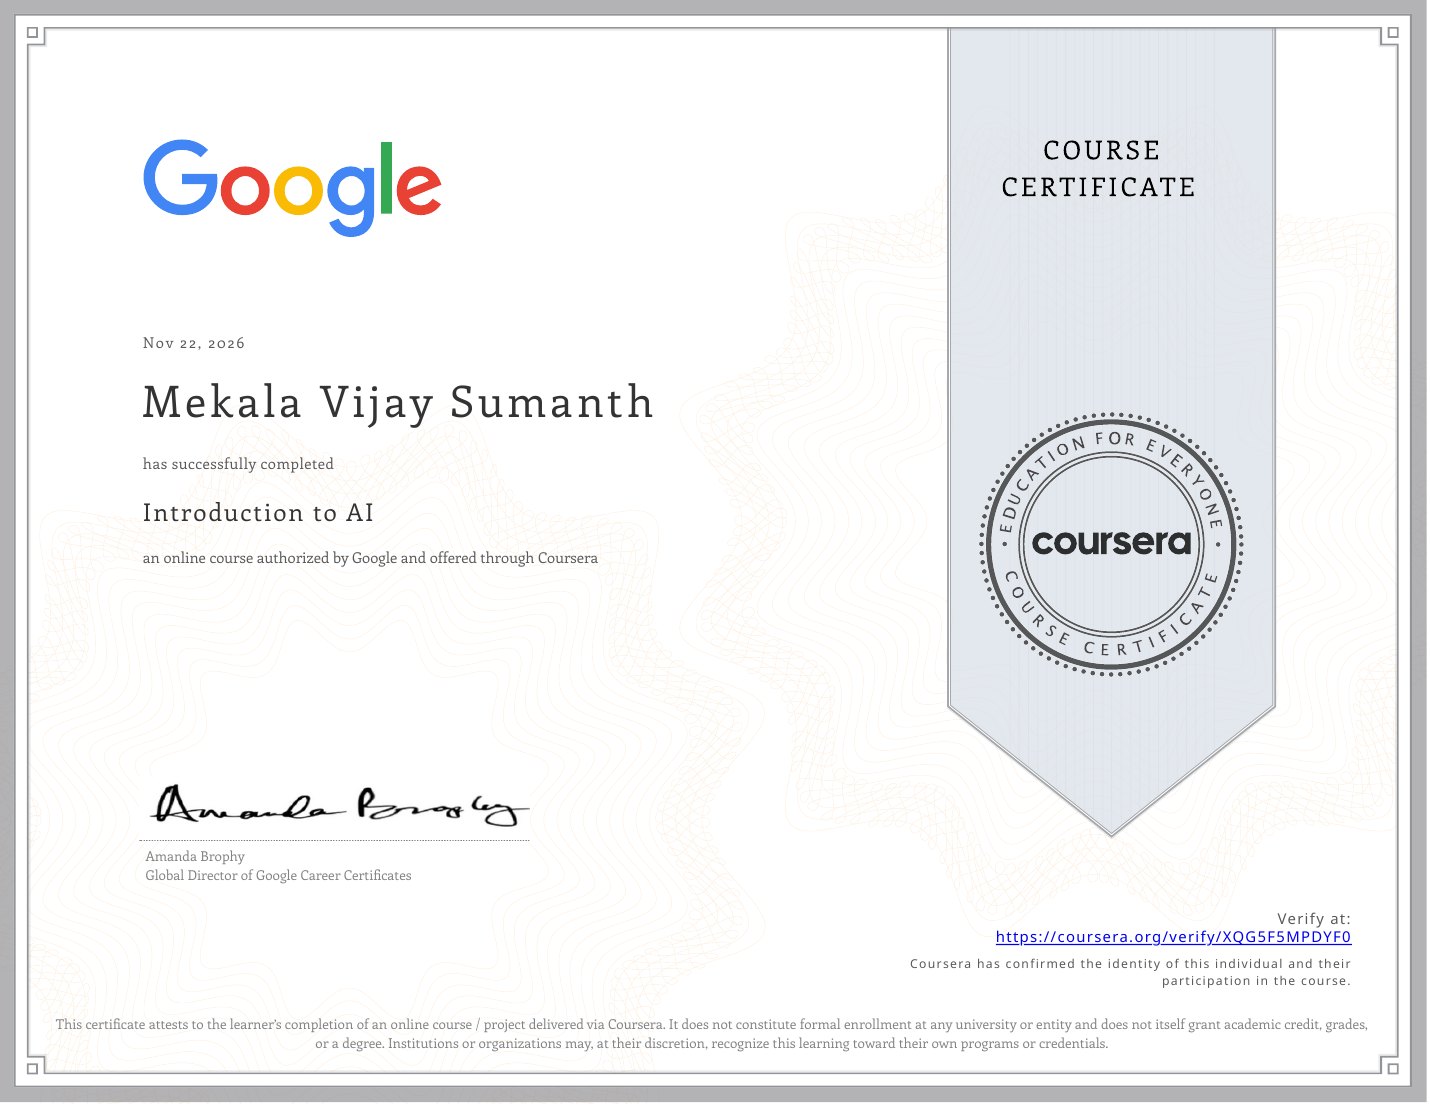 Google
COURSE
CERTIFICATE
Nov 22, 2026
Mekala Vijay Sumanth
has successfully completed
Introduction to AI
an online course authorized by Google and offered through Coursera
EDUCATION FOR EVERYONE
coursera
COURSE CERTIFICATE
Amanda Brophy
Amanda Brophy
Global Director of Google Career Certificates
Verify at:
https://coursera.org/verify/XQG5F5MPDYF0
Coursera has confirmed the identity of this individual and their
participation in the course.
This certificate attests to the learner's completion of an online course / project delivered via Coursera. It does not constitute formal enrollment at any university or entity and does not itself grant academic credit, grades,
or a degree. Institutions or organizations may, at their discretion, recognize this learning toward their own programs or credentials.